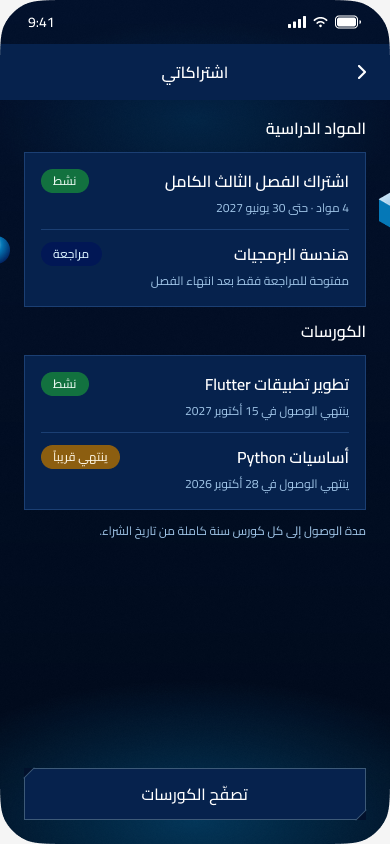 9:41
اشتراكاتي
المواد الدراسية
اشتراك الفصل الثالث الكامل
نشط
4 مواد · حتى 30 يونيو 2027
هندسة البرمجيات
مراجعة
مفتوحة للمراجعة فقط بعد انتهاء الفصل
الكورسات
تطوير تطبيقات Flutter
نشط
ينتهي الوصول في 15 أكتوبر 2027
أساسيات Python
ينتهي قريباً
ينتهي الوصول في 28 أكتوبر 2026
مدة الوصول إلى كل كورس سنة كاملة من تاريخ الشراء.
تصفّح الكورسات